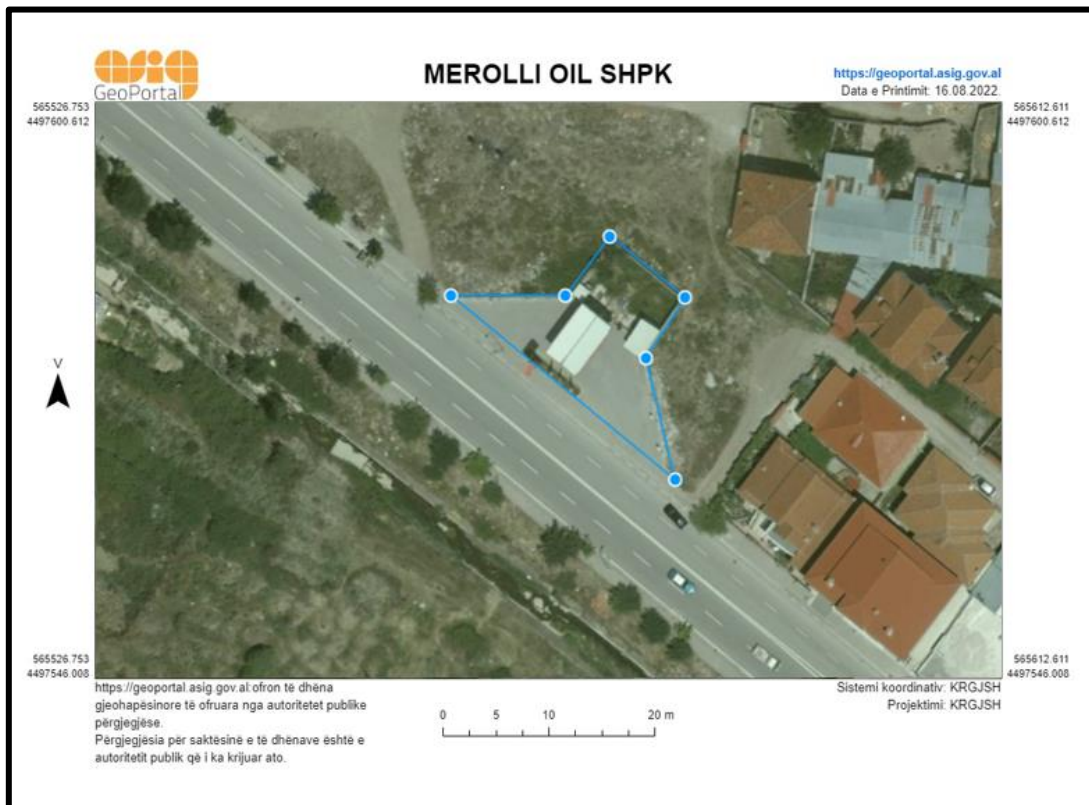 asig
GeoPortal
MEROLLI OIL SHPK
https://geoportal.asig.gov.al
Data e Printimit: 16.08.2022.
565526.753
4497600.612
565612.611
4497600.612
V
565526.753
4497546.008
565612.611
4497546.008
https://geoportal.asig.gov.al:ofron të dhëna
gjeohapësinore të ofruara nga autoritetet publike
përgjegjëse.
Përgjegjësia për saktësinë e të dhënave është e
autoritetit publik që i ka krijuar ato.
0 5 10 20 m
Sistemi koordinativ: KRGJSH
Projektimi: KRGJSH